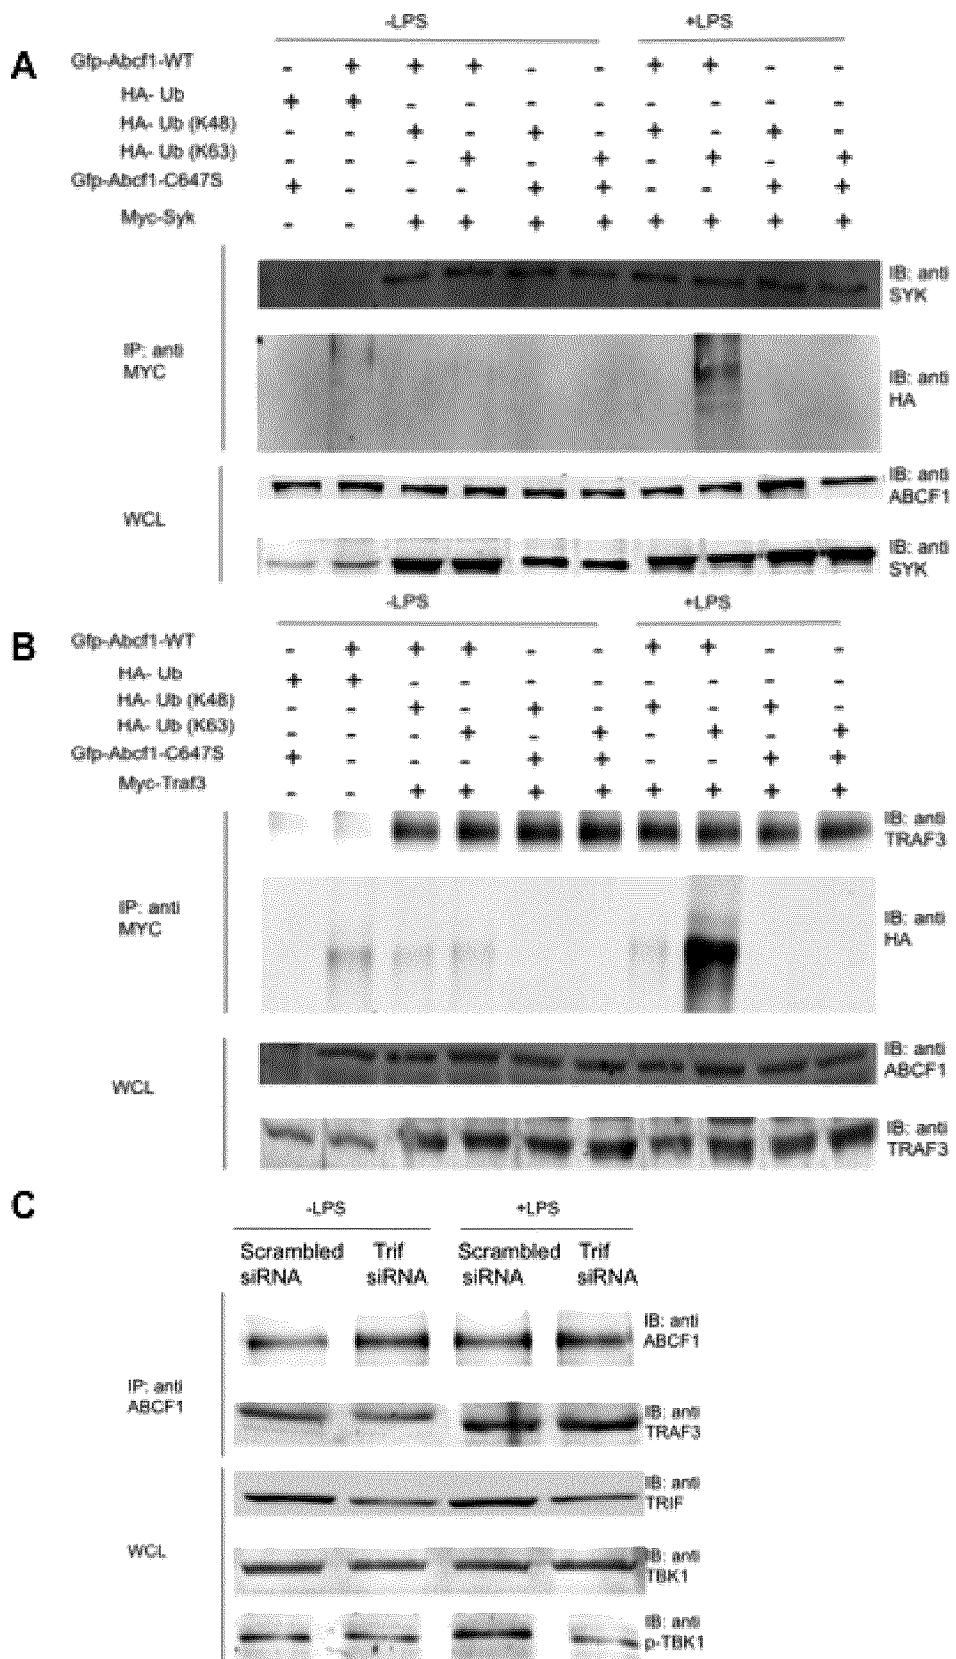 -LPS +LPS
A
Gfp-Abcf1-WT - + + + - - + + - -
HA- Ub + + - - - - - - - -
HA- Ub (K48) - - + - + - + - + -
HA- Ub (K63) - - - + - + - + - +
Gfp-Abcf1-C647S + - - - + + - - + +
Myc-Syk - - + + + + + + + +
IP: anti
MYC
IB: anti
SYK
IB: anti
HA
WCL
IB: anti
ABCF1
IB: anti
SYK
-LPS +LPS
B
Gfp-Abcf1-WT - + + + - - + + - -
HA- Ub + + - - - - - - - -
HA- Ub (K48) - - + - + - + - + -
HA- Ub (K63) - - - + - + - + - +
Gfp-Abcf1-C647S + - - - + + - - + +
Myc-Traf3 - - + + + + + + + +
IP: anti
MYC
IB: anti
TRAF3
IB: anti
HA
WCL
IB: anti
ABCF1
IB: anti
TRAF3
C
-LPS +LPS
Scrambled Trif Scrambled Trif
siRNA siRNA siRNA siRNA
IP: anti
ABCF1
IB: anti
ABCF1
IB: anti
TRAF3
WCL
IB: anti
TRIF
IB: anti
TBK1
IB: anti
p-TBK1